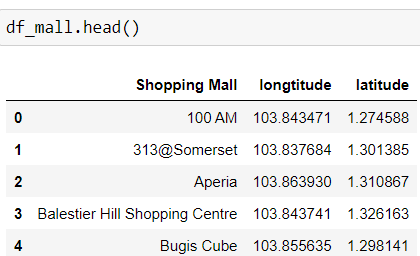 df_mall.head()
Shopping Mall longtitude latitude
0 100 AM 103.843471 1.274588
1 313@Somerset 103.837684 1.301385
2 Aperia 103.863930 1.310867
3 Balestier Hill Shopping Centre 103.843741 1.326163
4 Bugis Cube 103.855635 1.298141